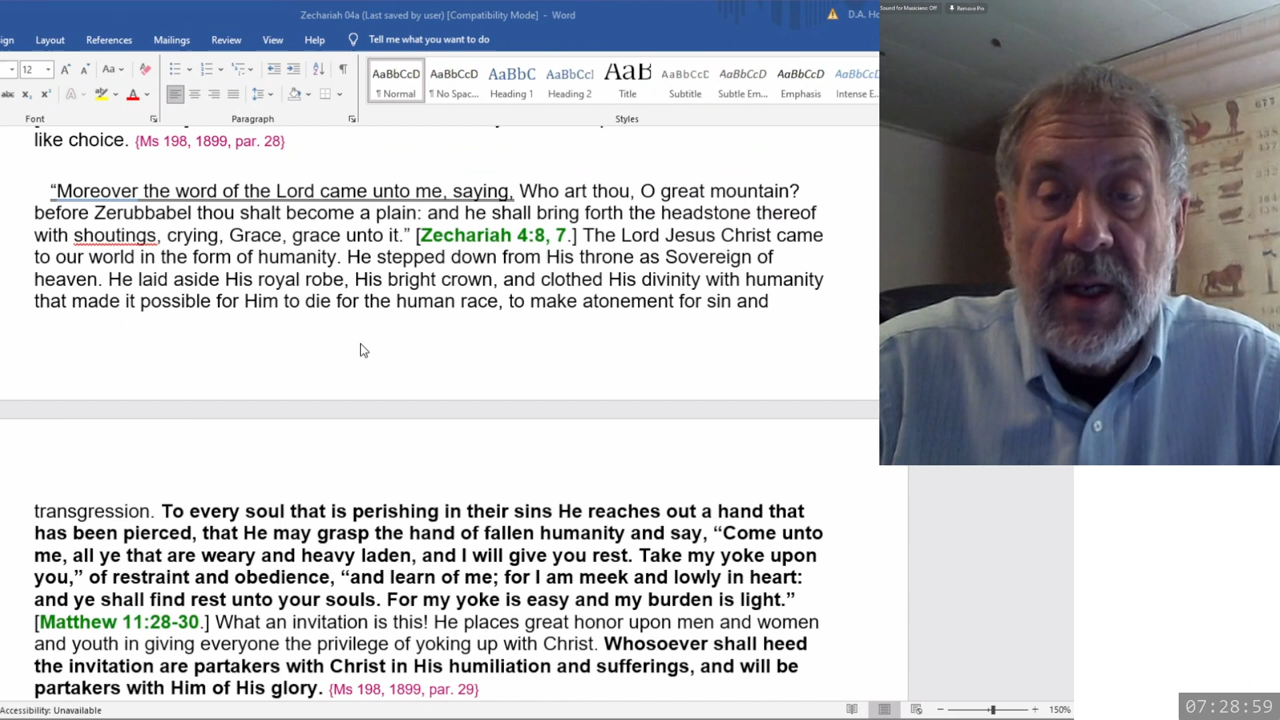 Zechariah 04a (Last saved by user) [Compatibility Mode] - Word
D.A. Ho
Sound for Musicians: Off
Remove Pin
ign Layout References Mailings Review View Help Tell me what you want to do
12
Aa
abc x₂ x²
AaBbCcD AaBbCcD AaBbC AaBbCc AaB AaBbCcD AaBbCcD AaBbCcD AaBbCc
¶ Normal ¶ No Spac... Heading 1 Heading 2 Title Subtitle Subtle Em... Emphasis Intense E...
Font Paragraph Styles
like choice. {Ms 198, 1899, par. 28}
“Moreover the word of the Lord came unto me, saying, Who art thou, O great mountain?
before Zerubbabel thou shalt become a plain: and he shall bring forth the headstone thereof
with shoutings, crying, Grace, grace unto it.” [Zechariah 4:8, 7.] The Lord Jesus Christ came
to our world in the form of humanity. He stepped down from His throne as Sovereign of
heaven. He laid aside His royal robe, His bright crown, and clothed His divinity with humanity
that made it possible for Him to die for the human race, to make atonement for sin and
transgression. To every soul that is perishing in their sins He reaches out a hand that
has been pierced, that He may grasp the hand of fallen humanity and say, “Come unto
me, all ye that are weary and heavy laden, and I will give you rest. Take my yoke upon
you,” of restraint and obedience, “and learn of me; for I am meek and lowly in heart:
and ye shall find rest unto your souls. For my yoke is easy and my burden is light.”
[Matthew 11:28-30.] What an invitation is this! He places great honor upon men and women
and youth in giving everyone the privilege of yoking up with Christ. Whosoever shall heed
the invitation are partakers with Christ in His humiliation and sufferings, and will be
partakers with Him of His glory. {Ms 198, 1899, par. 29}
Accessibility: Unavailable
150%
07:28:59